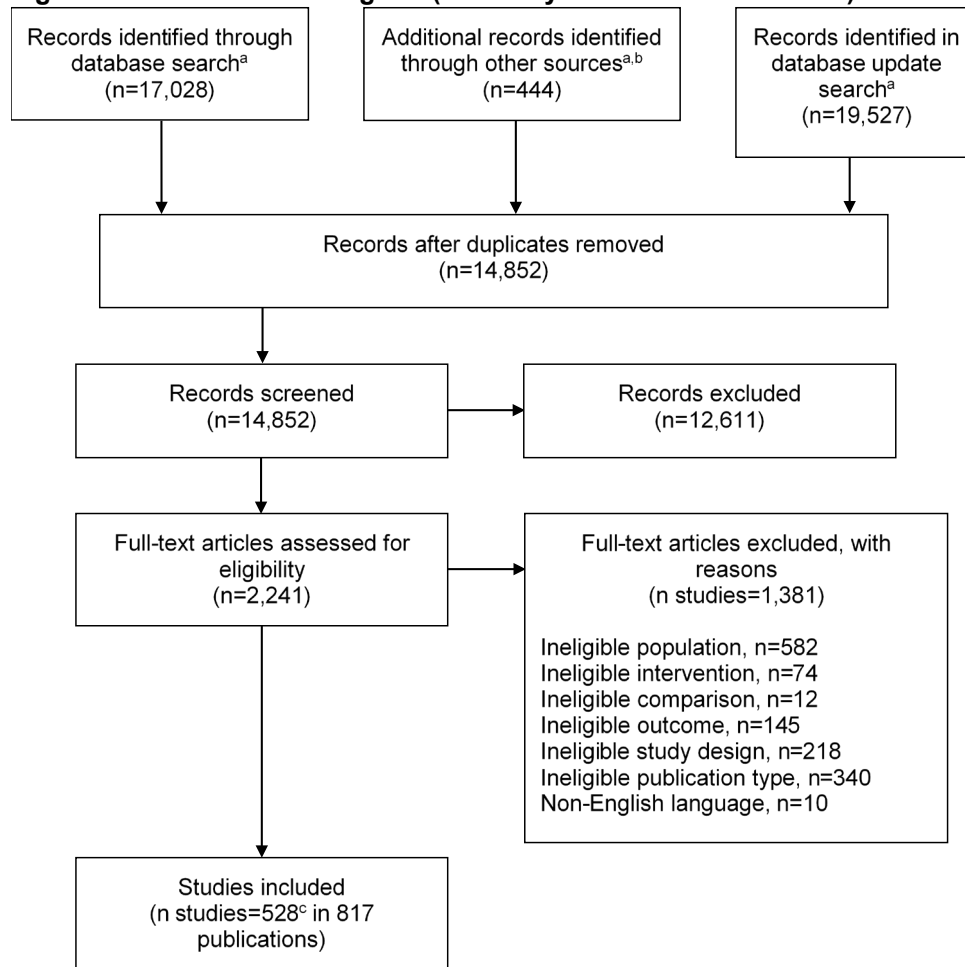 Records identified through
database search^a
(n=17,028)
Additional records identified
through other sources^a,b
(n=444)
Records identified in
database update
search^a
(n=19,527)
Records after duplicates removed
(n=14,852)
Records screened
(n=14,852)
Records excluded
(n=12,611)
Full-text articles assessed for
eligibility
(n=2,241)
Full-text articles excluded, with
reasons
(n studies=1,381)
Ineligible population, n=582
Ineligible intervention, n=74
Ineligible comparison, n=12
Ineligible outcome, n=145
Ineligible study design, n=218
Ineligible publication type, n=340
Non-English language, n=10
Studies included
(n studies=528^c in 817
publications)